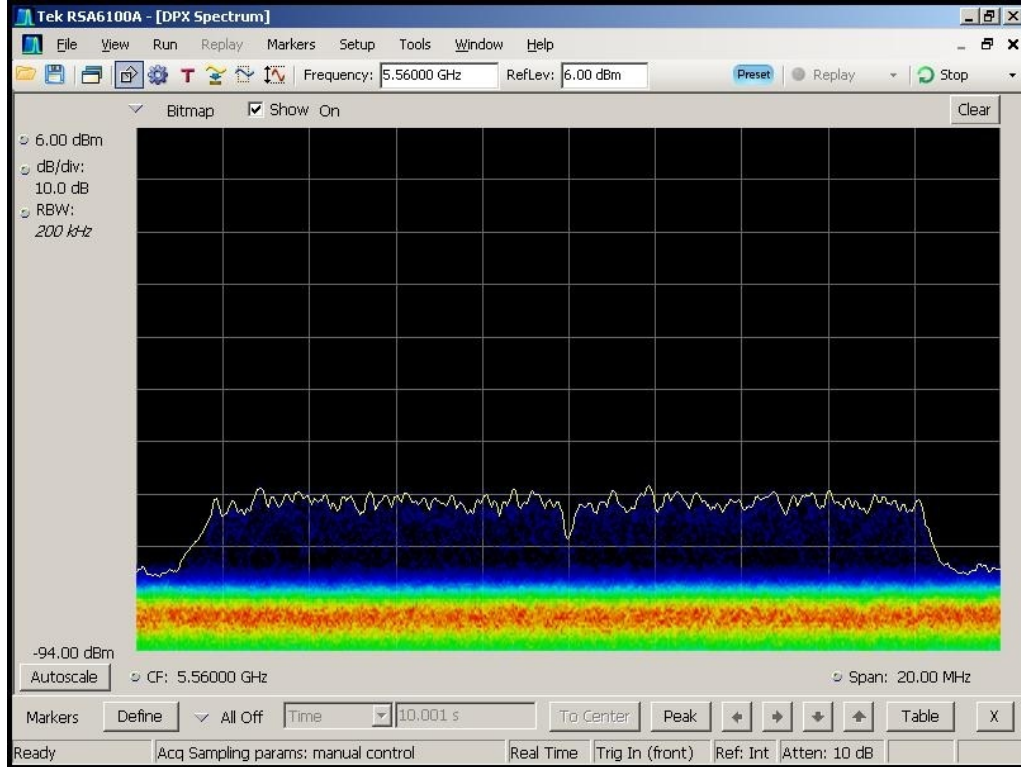 Tek RSA6100A - [DPX Spectrum]
File View Run Replay Markers Setup Tools Window Help
T Frequency: 5.56000 GHz RefLev: 6.00 dBm Preset Replay Stop
Bitmap Show On Clear
6.00 dBm
dB/div:
10.0 dB
RBW:
200 kHz
-94.00 dBm
Autoscale CF: 5.56000 GHz Span: 20.00 MHz
Markers Define All Off Time 10.001 s To Center Peak Table X
Ready Acq Sampling params: manual control Real Time Trig In (front) Ref: Int Atten: 10 dB